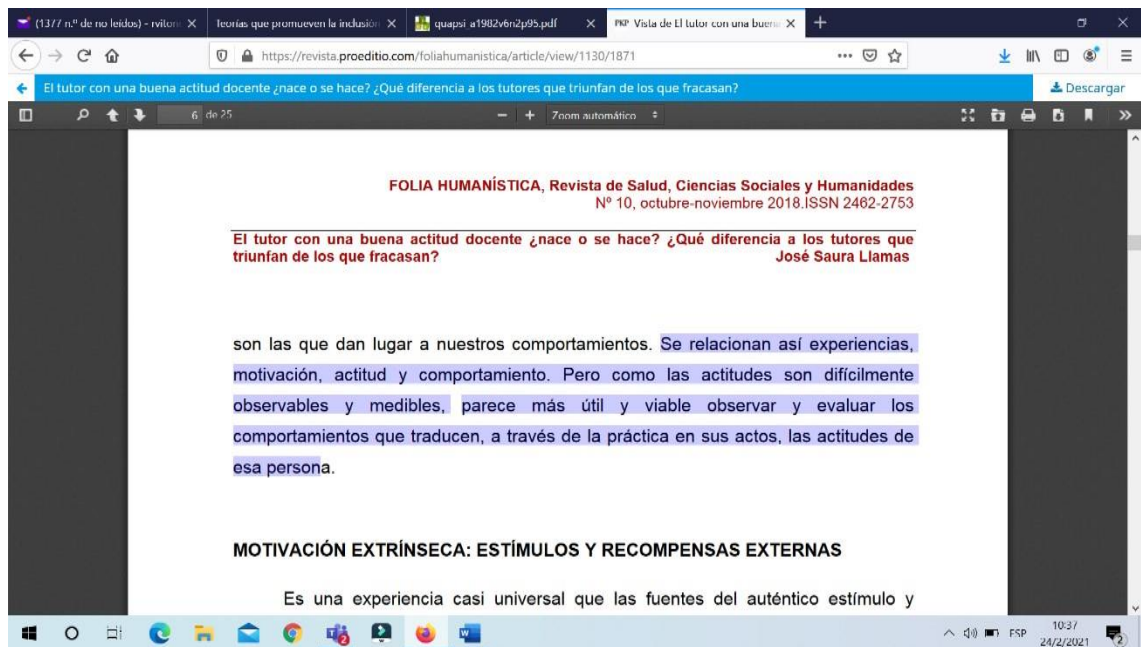 (1377 n.º de no leídos) - rviton
Teorías que promueven la inclusión
quapsi_a1982v6n2p95.pdf
PKP Vista de El tutor con una buena
https://revista.proeditio.com/foliahumanistica/article/view/1130/1871
El tutor con una buena actitud docente ¿nace o se hace? ¿Qué diferencia a los tutores que triunfan de los que fracasan?
Descargar
6 de 25
Zoom automático
FOLIA HUMANÍSTICA, Revista de Salud, Ciencias Sociales y Humanidades
Nº 10, octubre-noviembre 2018.ISSN 2462-2753
El tutor con una buena actitud docente ¿nace o se hace? ¿Qué diferencia a los tutores que
triunfan de los que fracasan? José Saura Llamas
son las que dan lugar a nuestros comportamientos. Se relacionan así experiencias,
motivación, actitud y comportamiento. Pero como las actitudes son difícilmente
observables y medibles, parece más útil y viable observar y evaluar los
comportamientos que traducen, a través de la práctica en sus actos, las actitudes de
esa persona.
MOTIVACIÓN EXTRÍNSECA: ESTÍMULOS Y RECOMPENSAS EXTERNAS
Es una experiencia casi universal que las fuentes del auténtico estímulo y
ESP
10:37
24/2/2021